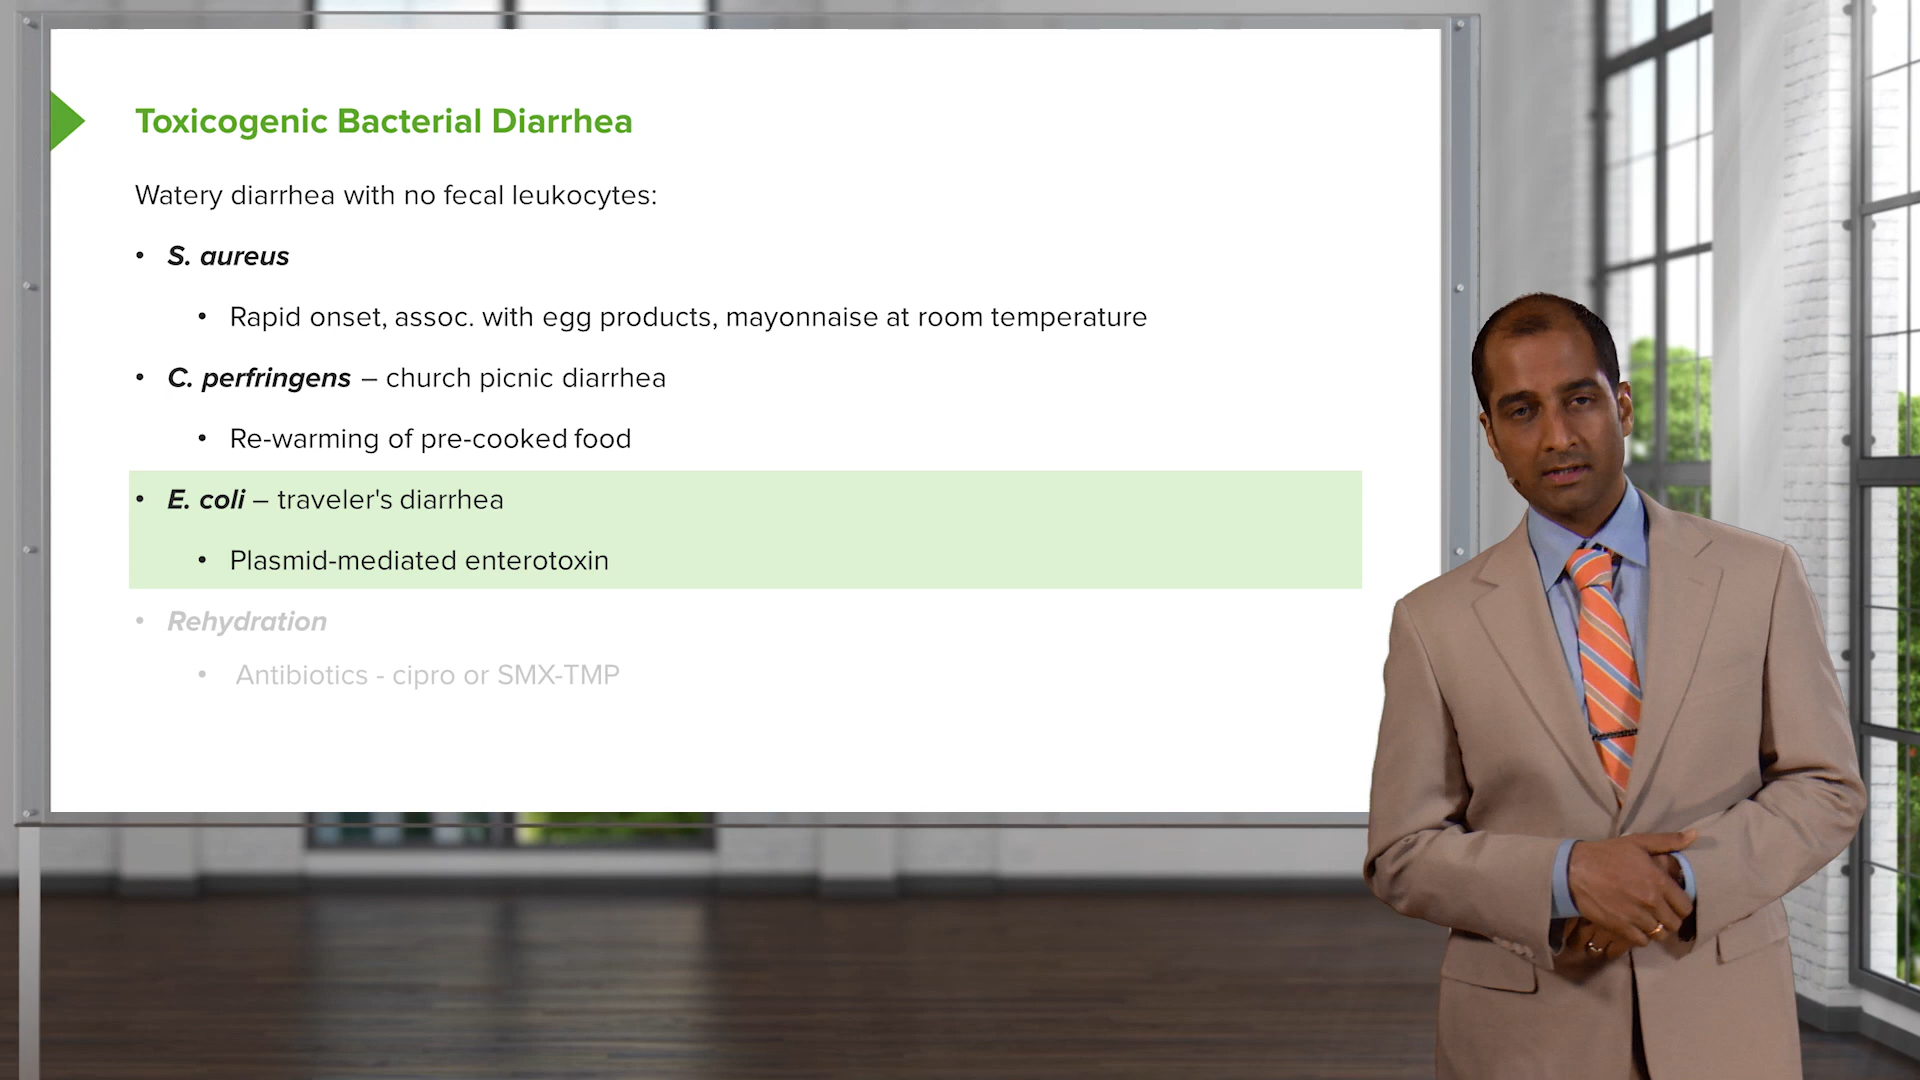 Toxicogenic Bacterial Diarrhea
Watery diarrhea with no fecal leukocytes:
• S. aureus
• Rapid onset, assoc. with egg products, mayonnaise at room temperature
• C. perfringens – church picnic diarrhea
• Re-warming of pre-cooked food
• E. coli – traveler's diarrhea
• Plasmid-mediated enterotoxin
• Rehydration
• Antibiotics - cipro or SMX-TMP